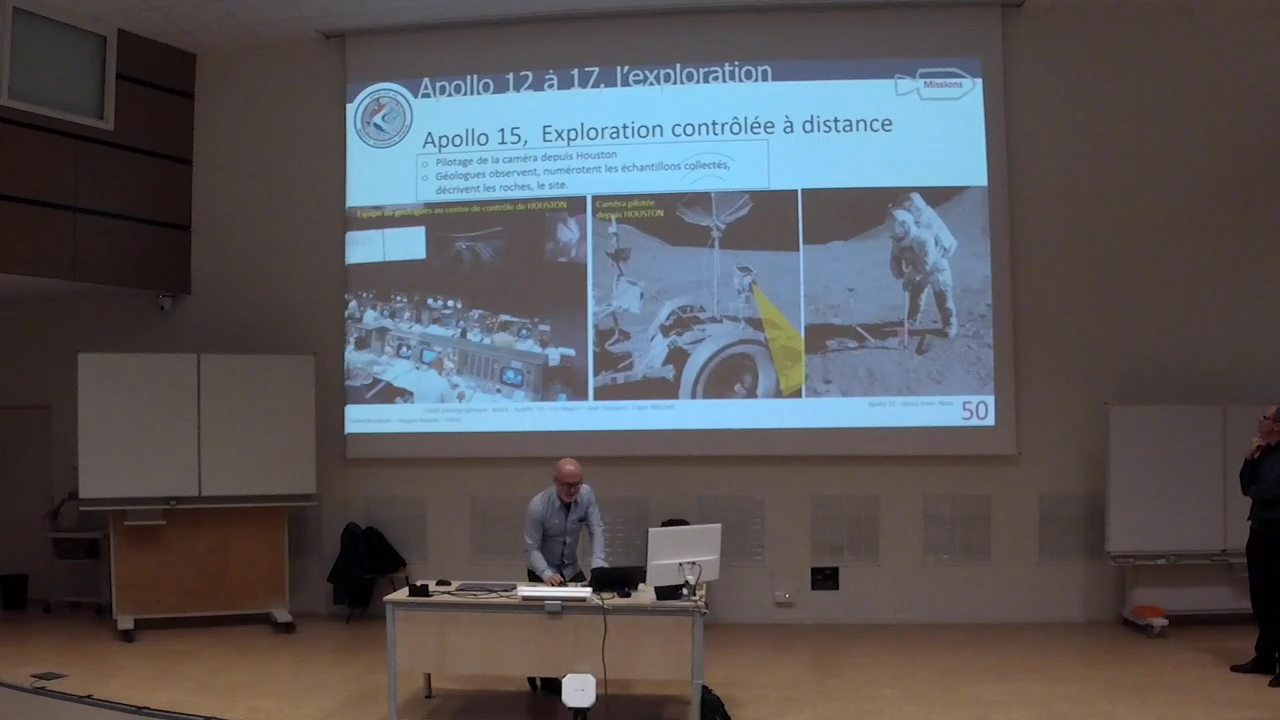 Apollo 12 à 17, l'exploration
Missions
Apollo 15, Exploration contrôlée à distance
○ Pilotage de la caméra depuis Houston
○ Géologues observent, numérotent les échantillons collectés,
décrivent les roches, le site.
Equipe de géologues au centre de contrôle de HOUSTON
Caméra pilotée
depuis HOUSTON
50